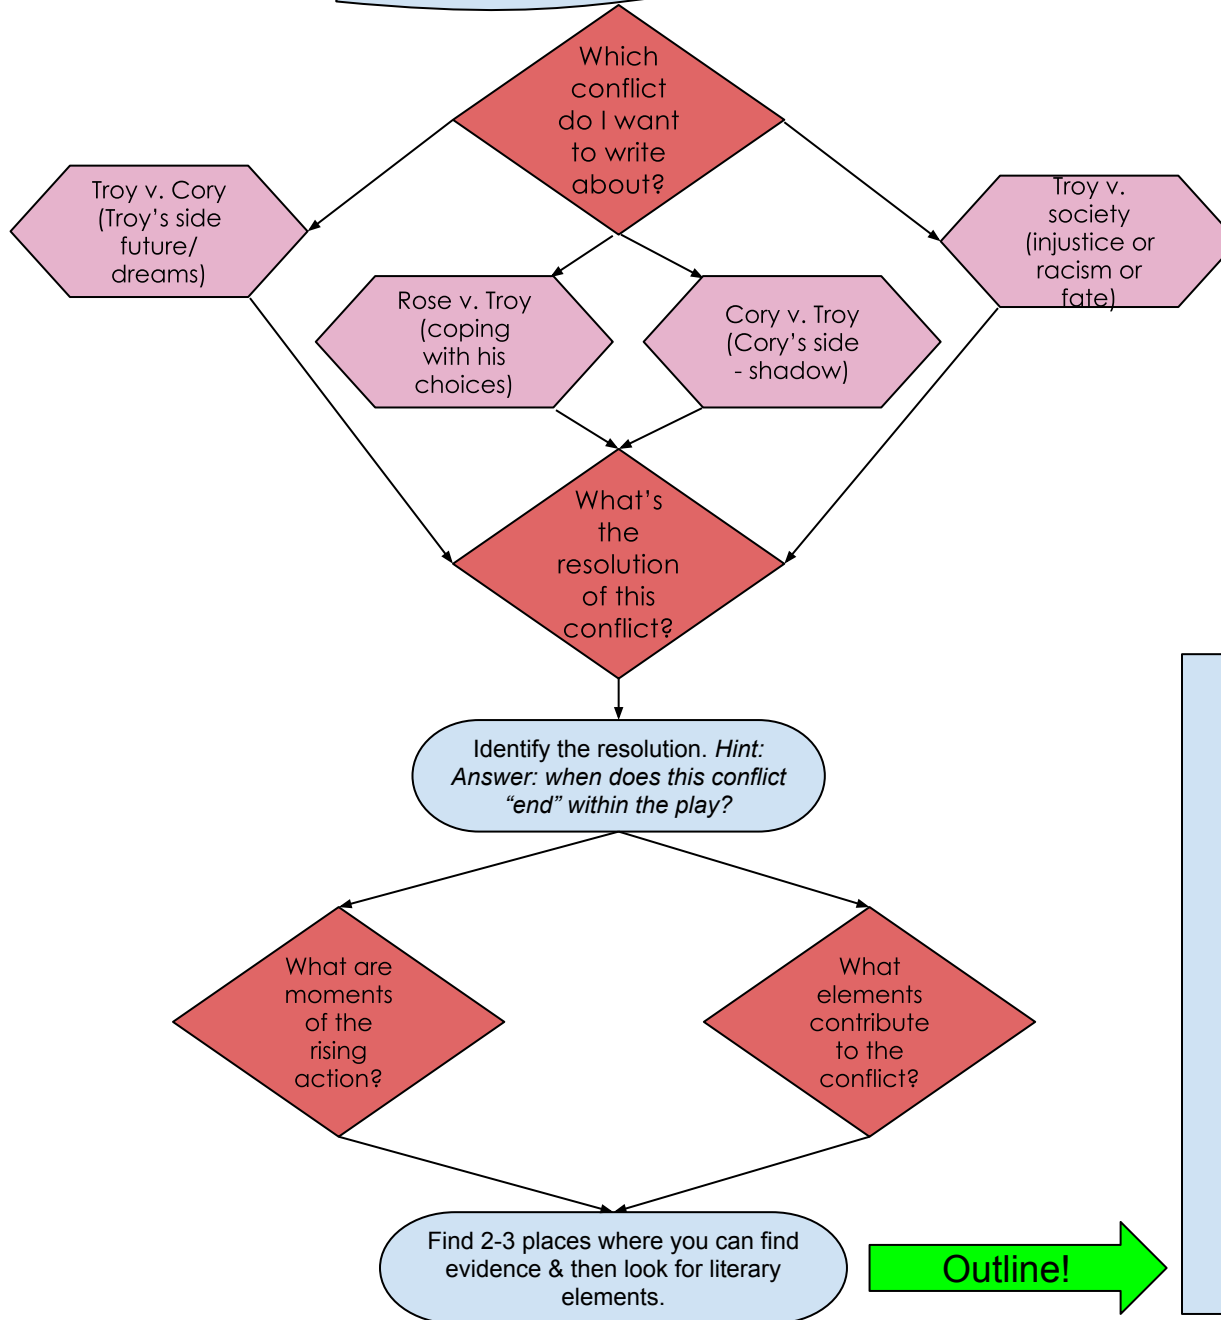 Which
conflict
do I want
to write
about?
Troy v. Cory
(Troy's side
future/
dreams)
Rose v. Troy
(coping
with his
choices)
Cory v. Troy
(Cory's side
- shadow)
Troy v.
society
(injustice or
racism or
fate)
What's
the
resolution
of this
conflict?
Identify the resolution. Hint:
Answer: when does this conflict
“end” within the play?
What are
moments
of the
rising
action?
What
elements
contribute
to the
conflict?
Find 2-3 places where you can find
evidence & then look for literary
elements.
Outline!